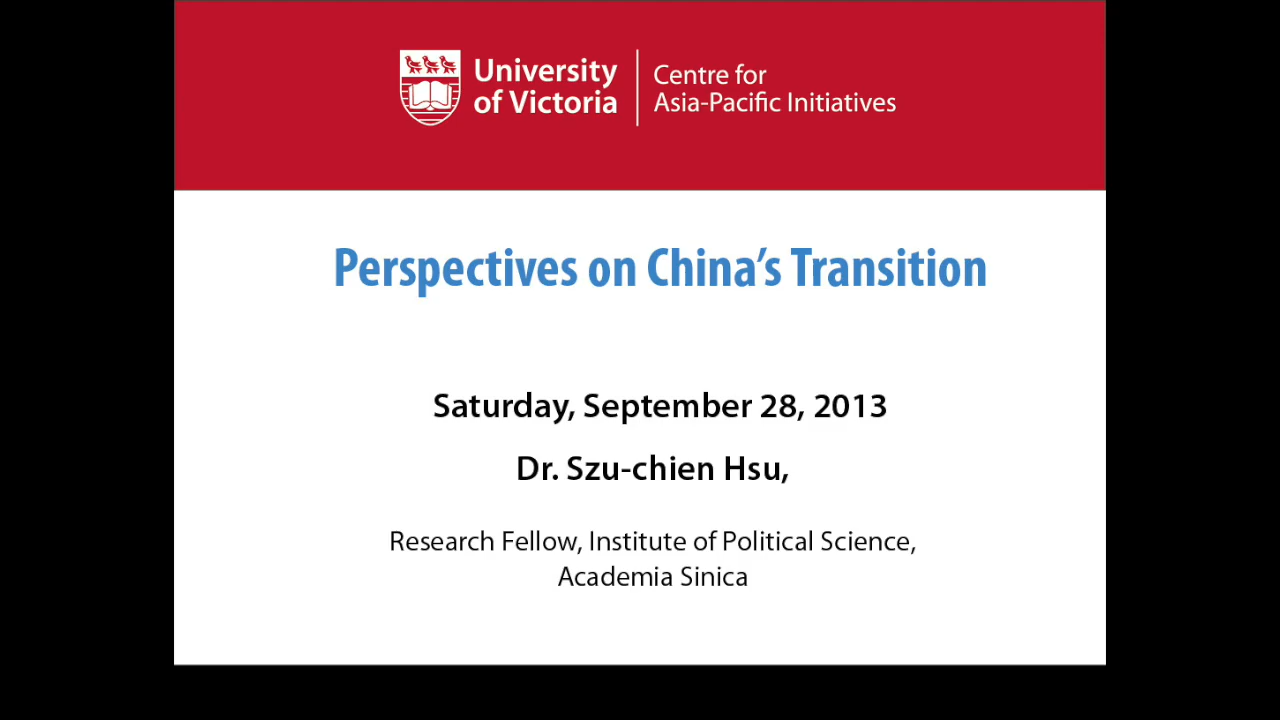 University
of Victoria
Centre for
Asia-Pacific Initiatives
Perspectives on China's Transition
Saturday, September 28, 2013
Dr. Szu-chien Hsu,
Research Fellow, Institute of Political Science,
Academia Sinica